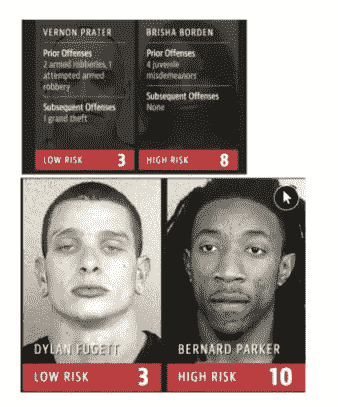 VERNON PRATER
Prior Offenses
2 armed robberies, 1
attempted armed
robbery
Subsequent Offenses
1 grand theft
LOW RISK 3
BRISHA BORDEN
Prior Offenses
4 juvenile
misdemeanors
Subsequent Offenses
None
HIGH RISK 8
DYLAN FUGETT
LOW RISK 3
BERNARD PARKER
HIGH RISK 10